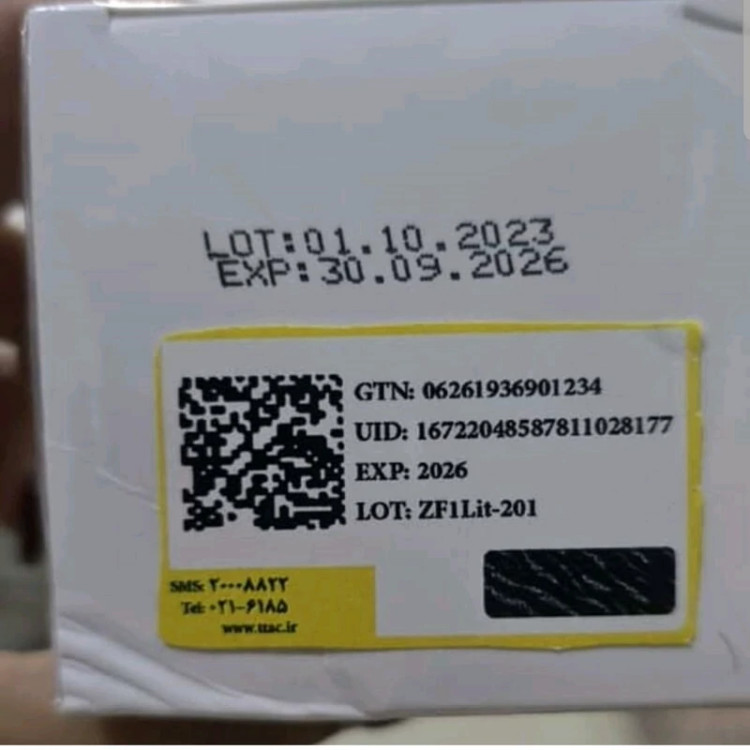 LOT:01.10.2023
EXP:30.09.2026
GTN: 06261936901234
UID: 16722048587811028177
EXP: 2026
LOT: ZF1Lit-201
SMS: ۲۰۰۰۸۸۲۲
Tel: ۰۲۱-۶۱۸۵
www.ttac.ir